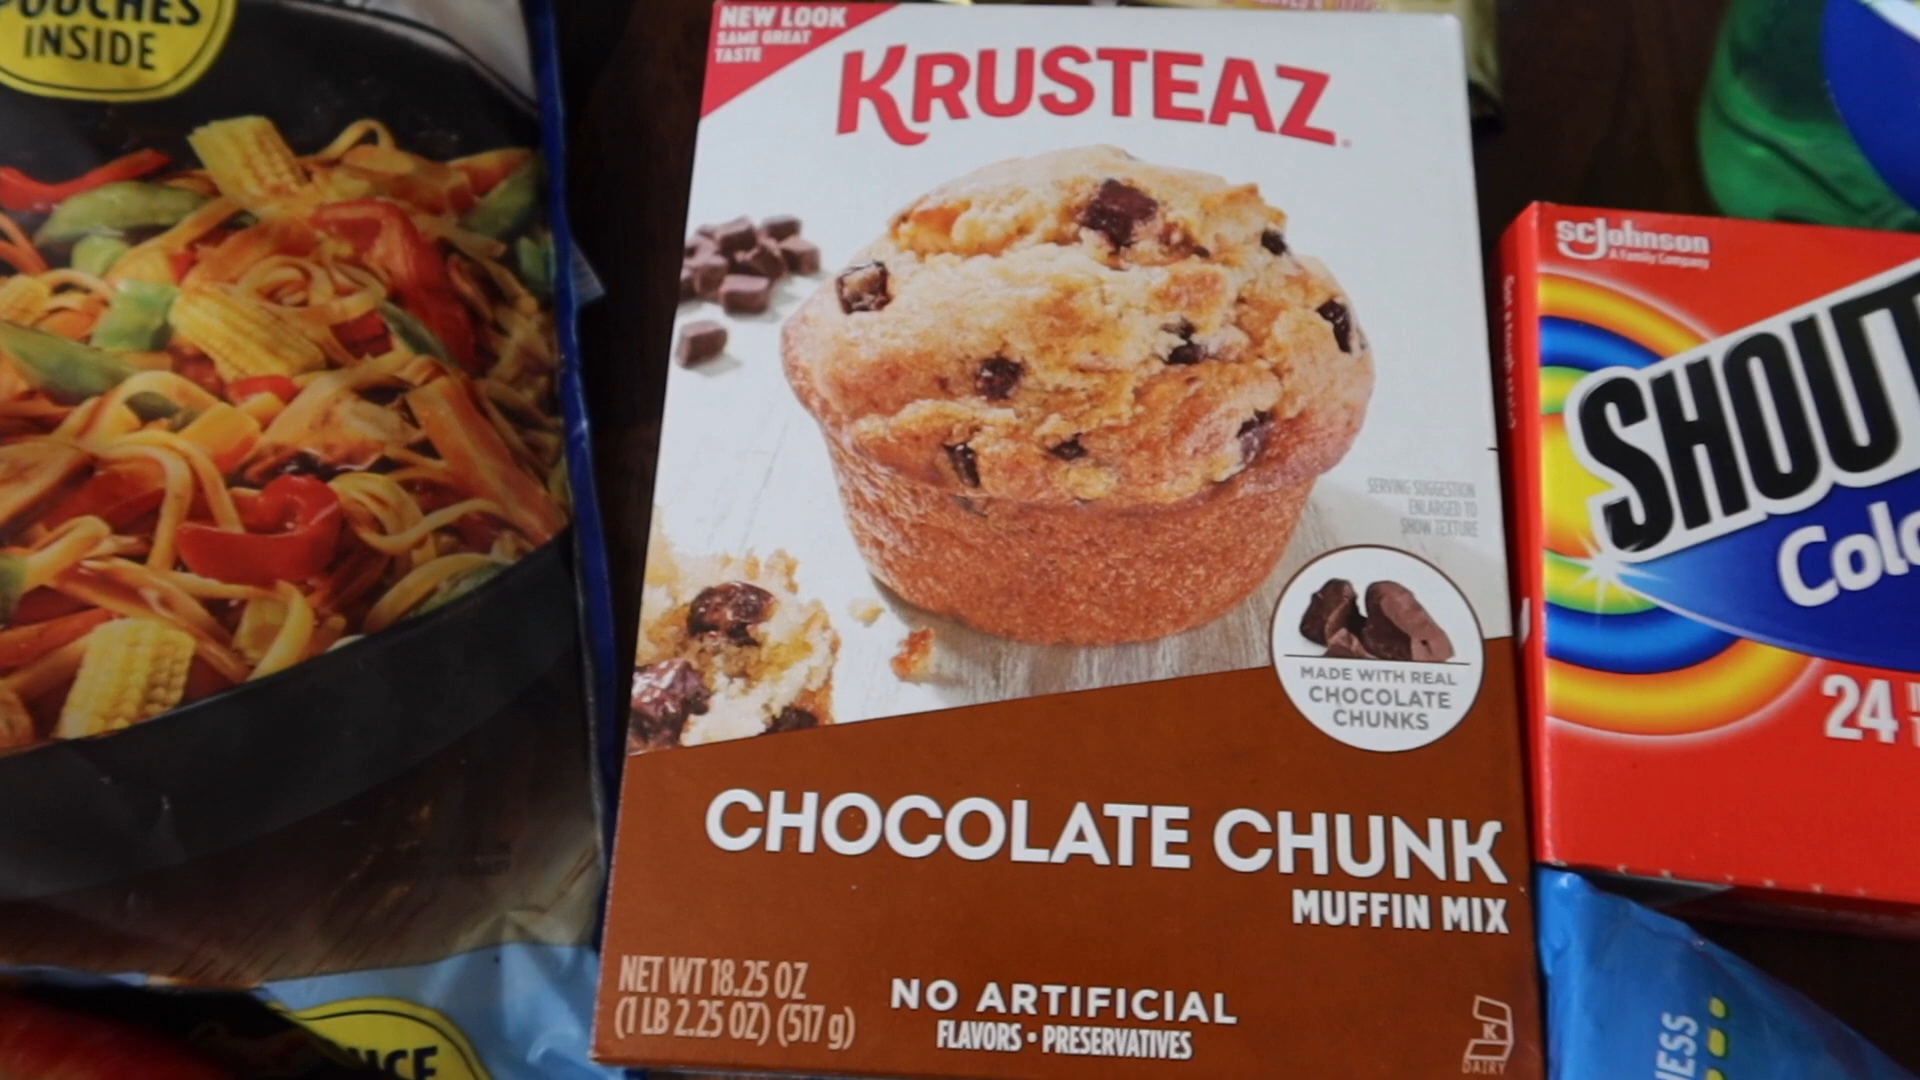 POUCHES
INSIDE
NEW LOOK
SAME GREAT
TASTE
KRUSTEAZ
SERVING SUGGESTION
ENLARGED TO
SHOW TEXTURE
MADE WITH REAL
CHOCOLATE
CHUNKS
CHOCOLATE CHUNK
MUFFIN MIX
NET WT 18.25 OZ
(1 LB 2.25 OZ) (517 g)
NO ARTIFICIAL
FLAVORS • PRESERVATIVES
K
DAIRY
scjohnson
A Family Company
SHOUT
Colo
24